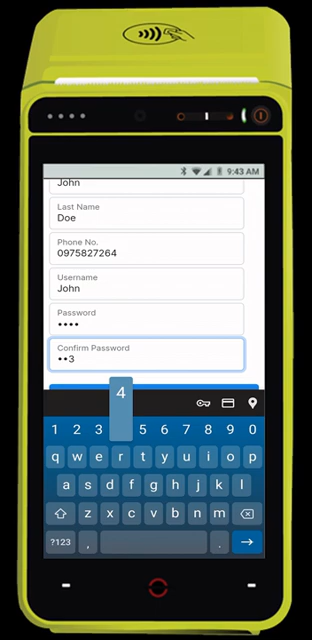 9:43 AM
John
Last Name
Doe
Phone No.
0975827264
Username
John
Password
••••
Confirm Password
••3
4
1 2 3 5 6 7 8 9 0
q w e r t y u i o p
a s d f g h j k l
z x c v b n m
?123 , .